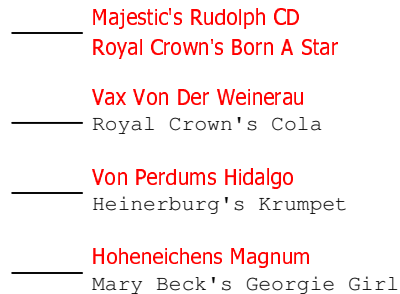 Majestic's Rudolph CD
Royal Crown's Born A Star
Vax Von Der Weinerau
Royal Crown's Cola
Von Perdums Hidalgo
Heinerburg's Krumpet
Hoheneichens Magnum
Mary Beck's Georgie Girl